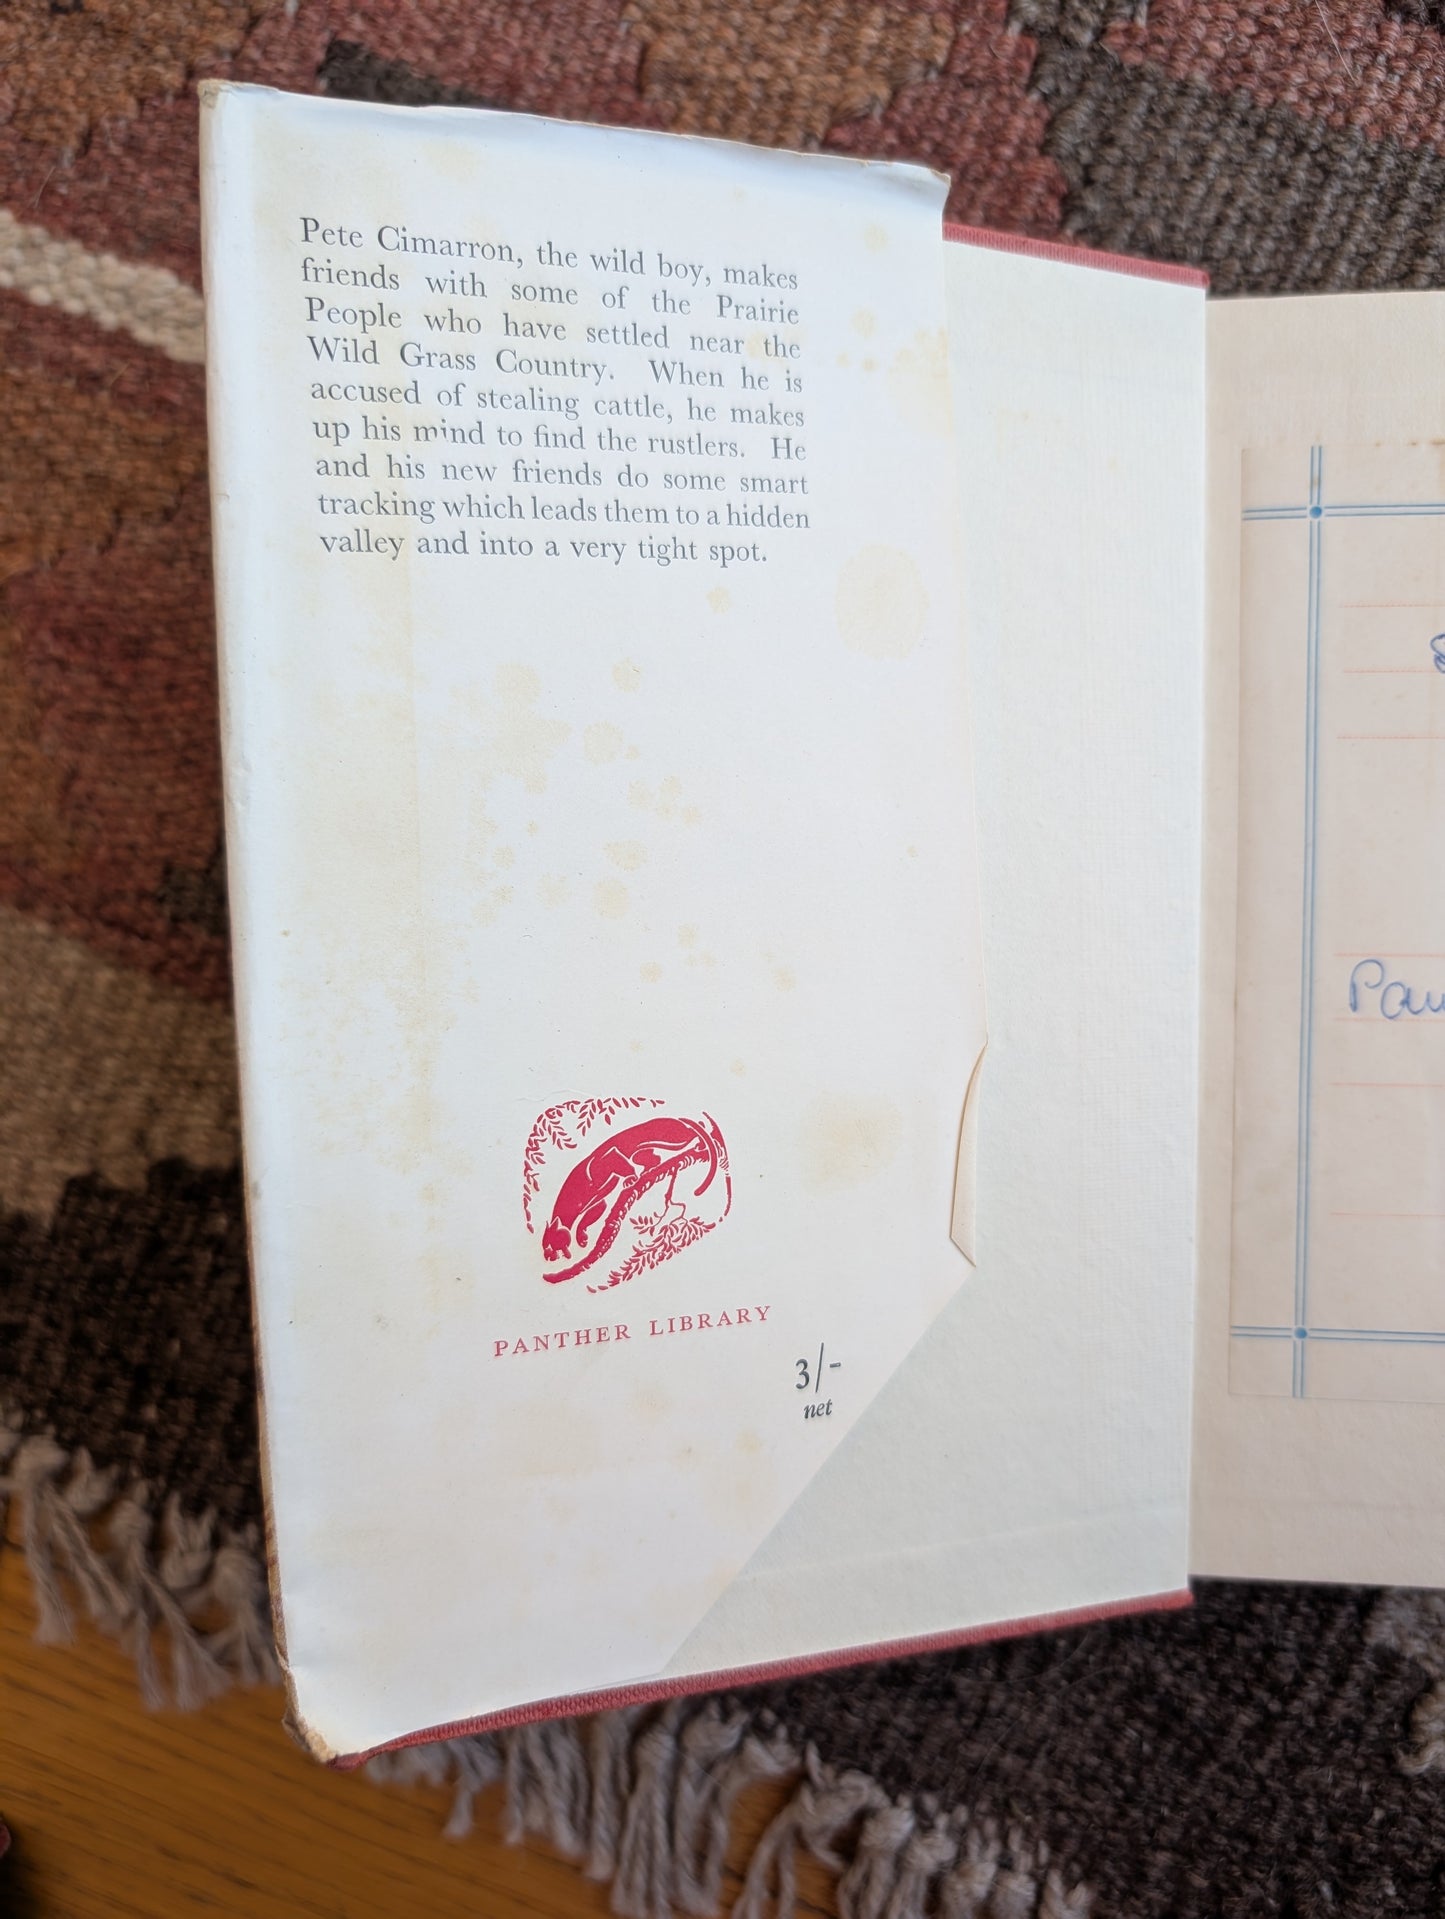 Pete Cimarron, the wild boy, makes
friends with some of the Prairie
People who have settled near the
Wild Grass Country. When he is
accused of stealing cattle, he makes
up his mind to find the rustlers. He
and his new friends do some smart
tracking which leads them to a hidden
valley and into a very tight spot.
PANTHER LIBRARY
3/-
net